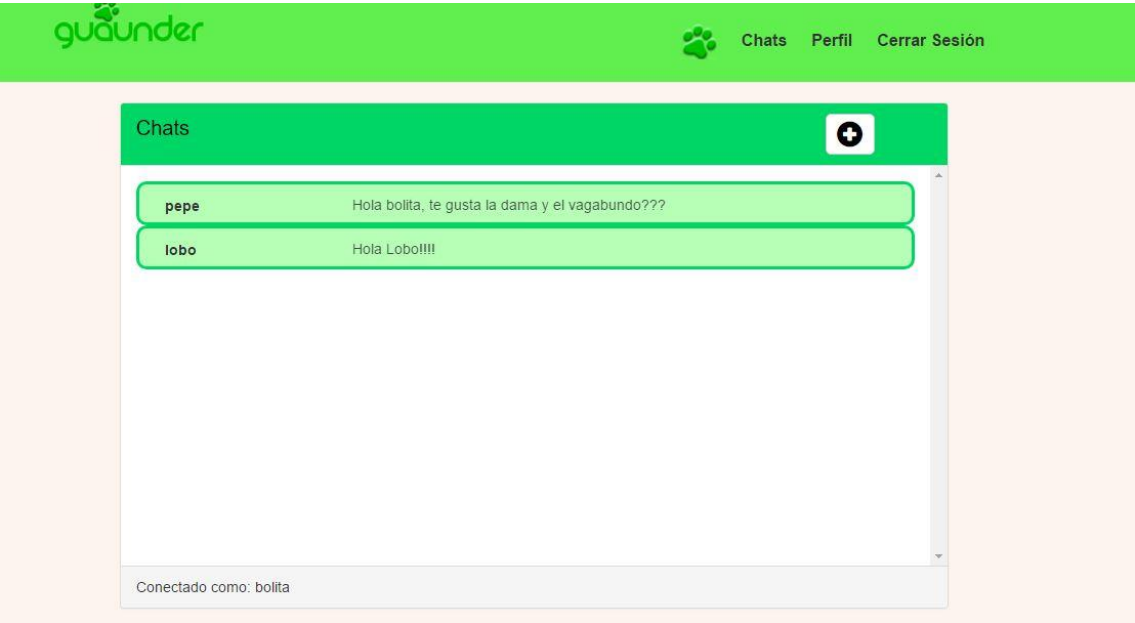 guaunder
Chats Perfil Cerrar Sesión
Chats
pepe Hola bolita, te gusta la dama y el vagabundo???
lobo Hola Lobo!!!!
Conectado como: bolita